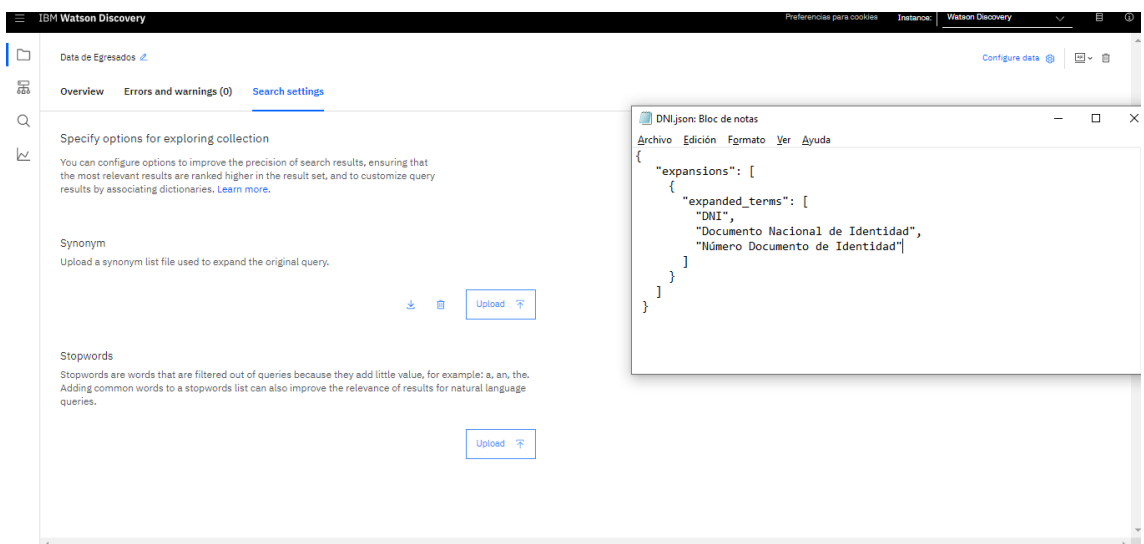 IBM Watson Discovery
Preferencias para cookies
Instance:
Watson Discovery
Data de Egresados
Configure data
Overview
Errors and warnings (0)
Search settings
Specify options for exploring collection
You can configure options to improve the precision of search results, ensuring that
the most relevant results are ranked higher in the result set, and to customize query
results by associating dictionaries. Learn more.
Synonym
Upload a synonym list file used to expand the original query.
Upload
Stopwords
Stopwords are words that are filtered out of queries because they add little value, for example: a, an, the.
Adding common words to a stopwords list can also improve the relevance of results for natural language
queries.
Upload
DNI.json: Bloc de notas
Archivo Edición Formato Ver Ayuda
{
"expansions": [
{
"expanded_terms": [
"DNI",
"Documento Nacional de Identidad",
"Número Documento de Identidad"
]
}
]
}